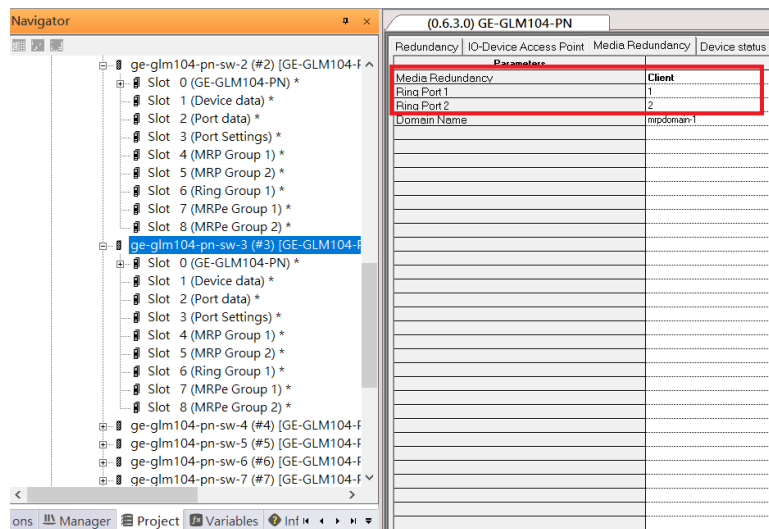 Navigator
ge-glm104-pn-sw-2 (#2) [GE-GLM104-F
Slot 0 (GE-GLM104-PN) *
Slot 1 (Device data) *
Slot 2 (Port data) *
Slot 3 (Port Settings) *
Slot 4 (MRP Group 1) *
Slot 5 (MRP Group 2) *
Slot 6 (Ring Group 1) *
Slot 7 (MRPe Group 1) *
Slot 8 (MRPe Group 2) *
ge-glm104-pn-sw-3 (#3) [GE-GLM104-F
Slot 0 (GE-GLM104-PN) *
Slot 1 (Device data) *
Slot 2 (Port data) *
Slot 3 (Port Settings) *
Slot 4 (MRP Group 1) *
Slot 5 (MRP Group 2) *
Slot 6 (Ring Group 1) *
Slot 7 (MRPe Group 1) *
Slot 8 (MRPe Group 2) *
ge-glm104-pn-sw-4 (#4) [GE-GLM104-F
ge-glm104-pn-sw-5 (#5) [GE-GLM104-F
ge-glm104-pn-sw-6 (#6) [GE-GLM104-F
ge-glm104-pn-sw-7 (#7) [GE-GLM104-F
ons Manager Project Variables Inf
(0.6.3.0) GE-GLM104-PN
Redundancy IO-Device Access Point Media Redundancy Device status
Parameters
Media Redundancy Client
Ring Port 1 1
Ring Port 2 2
Domain Name mrpdomain-1